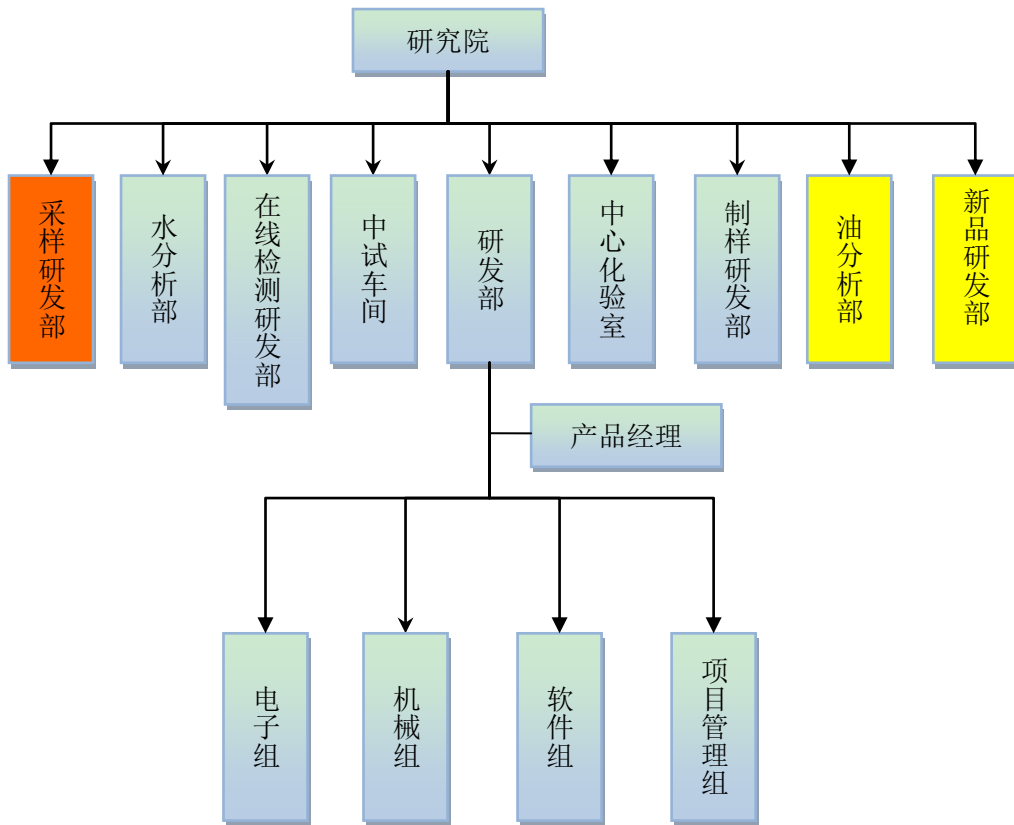 研究院
采样研发部
水分析部
在线检测研发部
中试车间
研发部
中心化验室
制样研发部
油分析部
新品研发部
产品经理
电子组
机械组
软件组
项目管理组